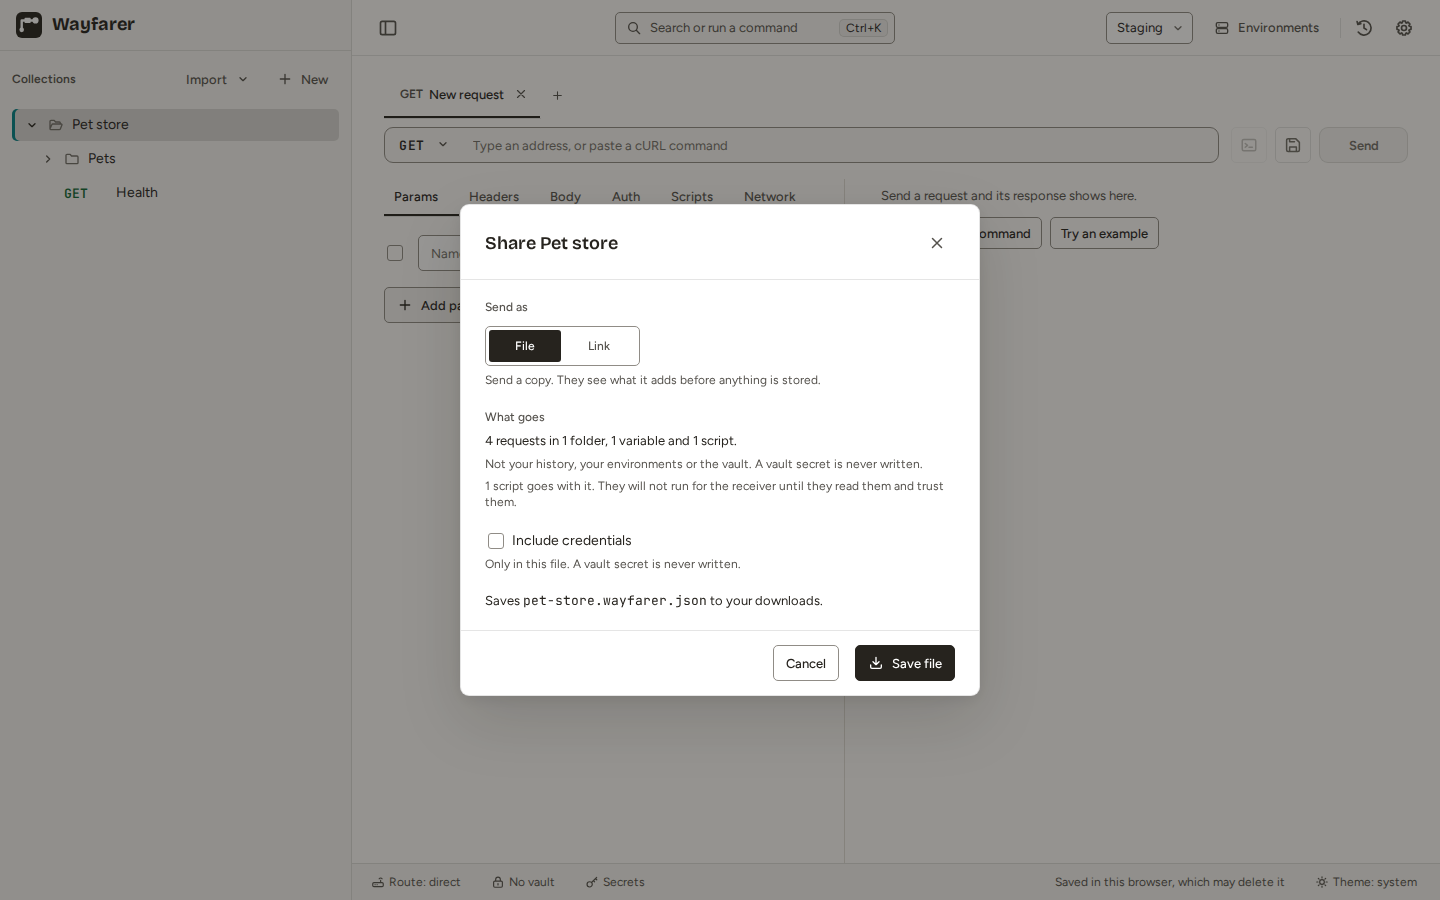 Wayfarer
Search or run a command
Ctrl+K
Staging
Environments
Collections
Import
New
Pet store
Pets
GET Health
GET New request
GET
Type an address, or paste a cURL command
Send
Params
Headers
Body
Auth
Scripts
Network
Send a request and its response shows here.
Try an example
Share Pet store
Send as
File
Link
Send a copy. They see what it adds before anything is stored.
What goes
4 requests in 1 folder, 1 variable and 1 script.
Not your history, your environments or the vault. A vault secret is never written.
1 script goes with it. They will not run for the receiver until they read them and trust
them.
Include credentials
Only in this file. A vault secret is never written.
Saves pet-store.wayfarer.json to your downloads.
Cancel
Save file
Route: direct
No vault
Secrets
Saved in this browser, which may delete it
Theme: system